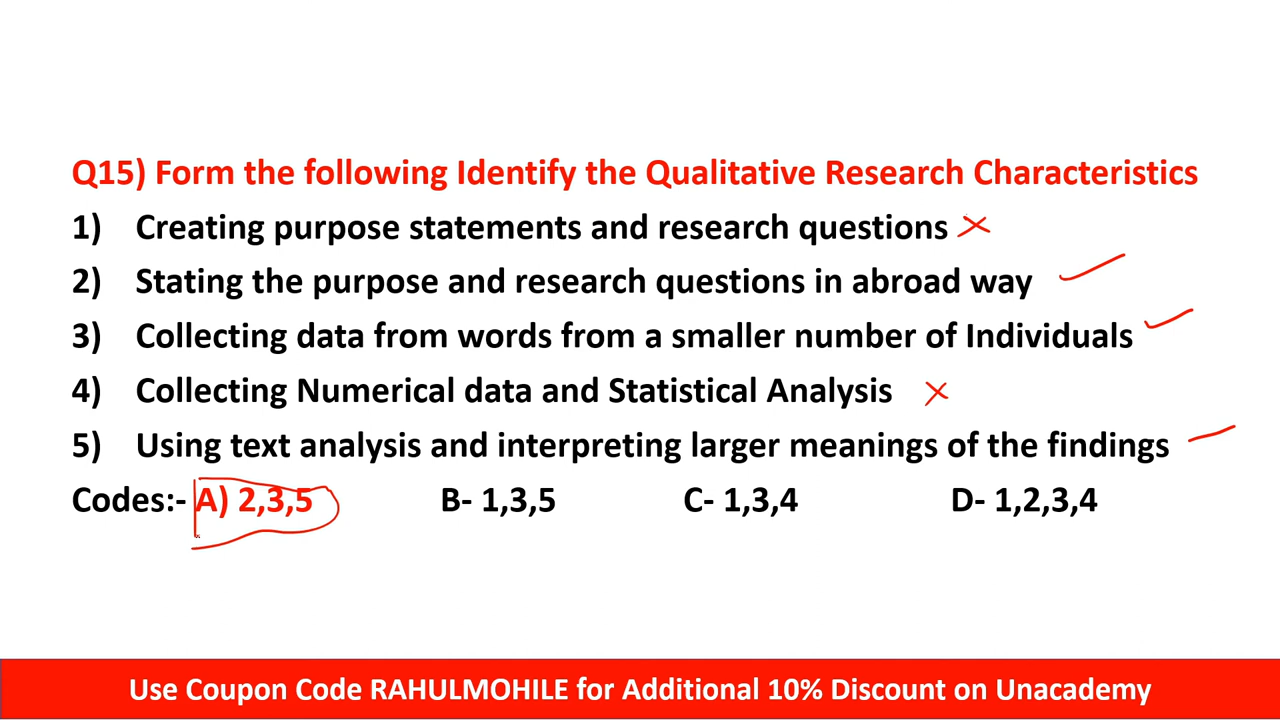 Q15) Form the following Identify the Qualitative Research Characteristics
1) Creating purpose statements and research questions
2) Stating the purpose and research questions in abroad way
3) Collecting data from words from a smaller number of Individuals
4) Collecting Numerical data and Statistical Analysis
5) Using text analysis and interpreting larger meanings of the findings
Codes:- A) 2,3,5 B- 1,3,5 C- 1,3,4 D- 1,2,3,4
Use Coupon Code RAHULMOHILE for Additional 10% Discount on Unacademy